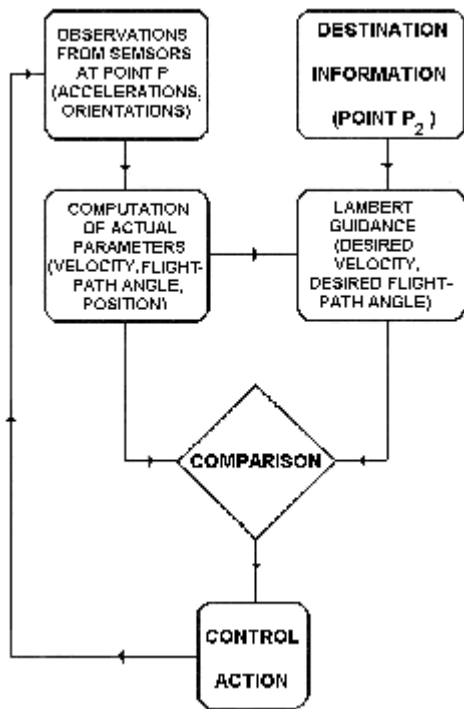 OBSERVATIONS
FROM SEMSORS
AT POINT P
(ACCELERATIONS,
ORIENTATIONS)
DESTINATION
INFORMATION
(POINT P2)
COMPUTATION
OF ACTUAL
PARAMETERS
(VELOCITY,FLIGHT-
PATH ANGLE,
POSITION)
LAMBERT
GUIDANCE
(DESIRED
VELOCITY,
DESIRED FLIGHT-
PATH ANGLE)
COMPARISON
CONTROL
ACTION